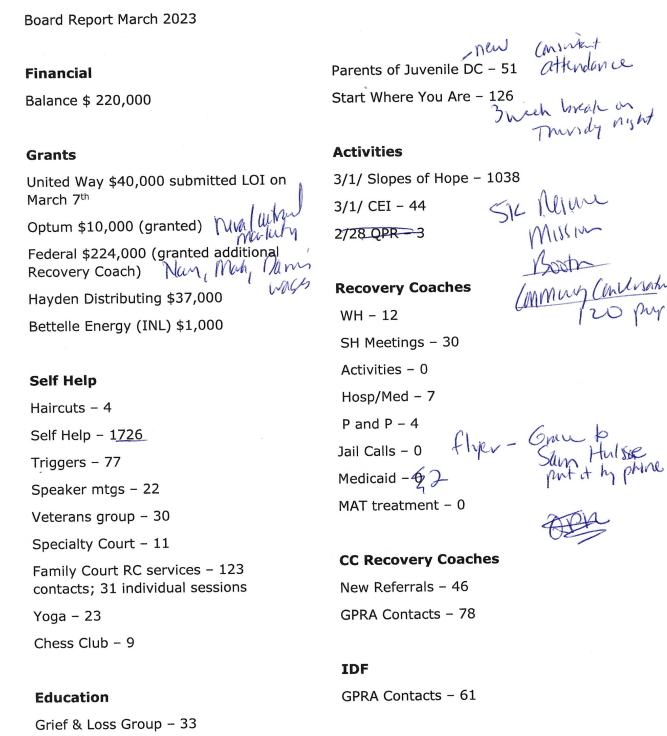 Board Report March 2023
Financial
Balance $ 220,000
Grants
United Way $40,000 submitted LOI on
March 7th
Optum $10,000 (granted)
Federal $224,000 (granted additional
Recovery Coach)
wages
Hayden Distributing $37,000
Bettelle Energy (INL) $1,000
Self Help
Haircuts – 4
Self Help – 1726
Triggers – 77
Speaker mtgs – 22
Veterans group – 30
Specialty Court – 11
Family Court RC services – 123
contacts; 31 individual sessions
Yoga – 23
Chess Club – 9
Education
Grief & Loss Group – 33
new
Parents of Juvenile DC – 51
consistent
attendance
Start Where You Are – 126
3 week break on
Thursday night
Activities
3/1/ Slopes of Hope – 1038
3/1/ CEI – 44
2/28 QPR – 3
5k Rescue
Mission
Booth
Community Conversation
120 ppl
Recovery Coaches
WH – 12
SH Meetings – 30
Activities – 0
Hosp/Med – 7
P and P – 4
Jail Calls – 0
flyer – Grace to
Sam Hulse
put it by phone
Medicaid – 2
MAT treatment – 0
QPR
CC Recovery Coaches
New Referrals – 46
GPRA Contacts – 78
IDF
GPRA Contacts – 61